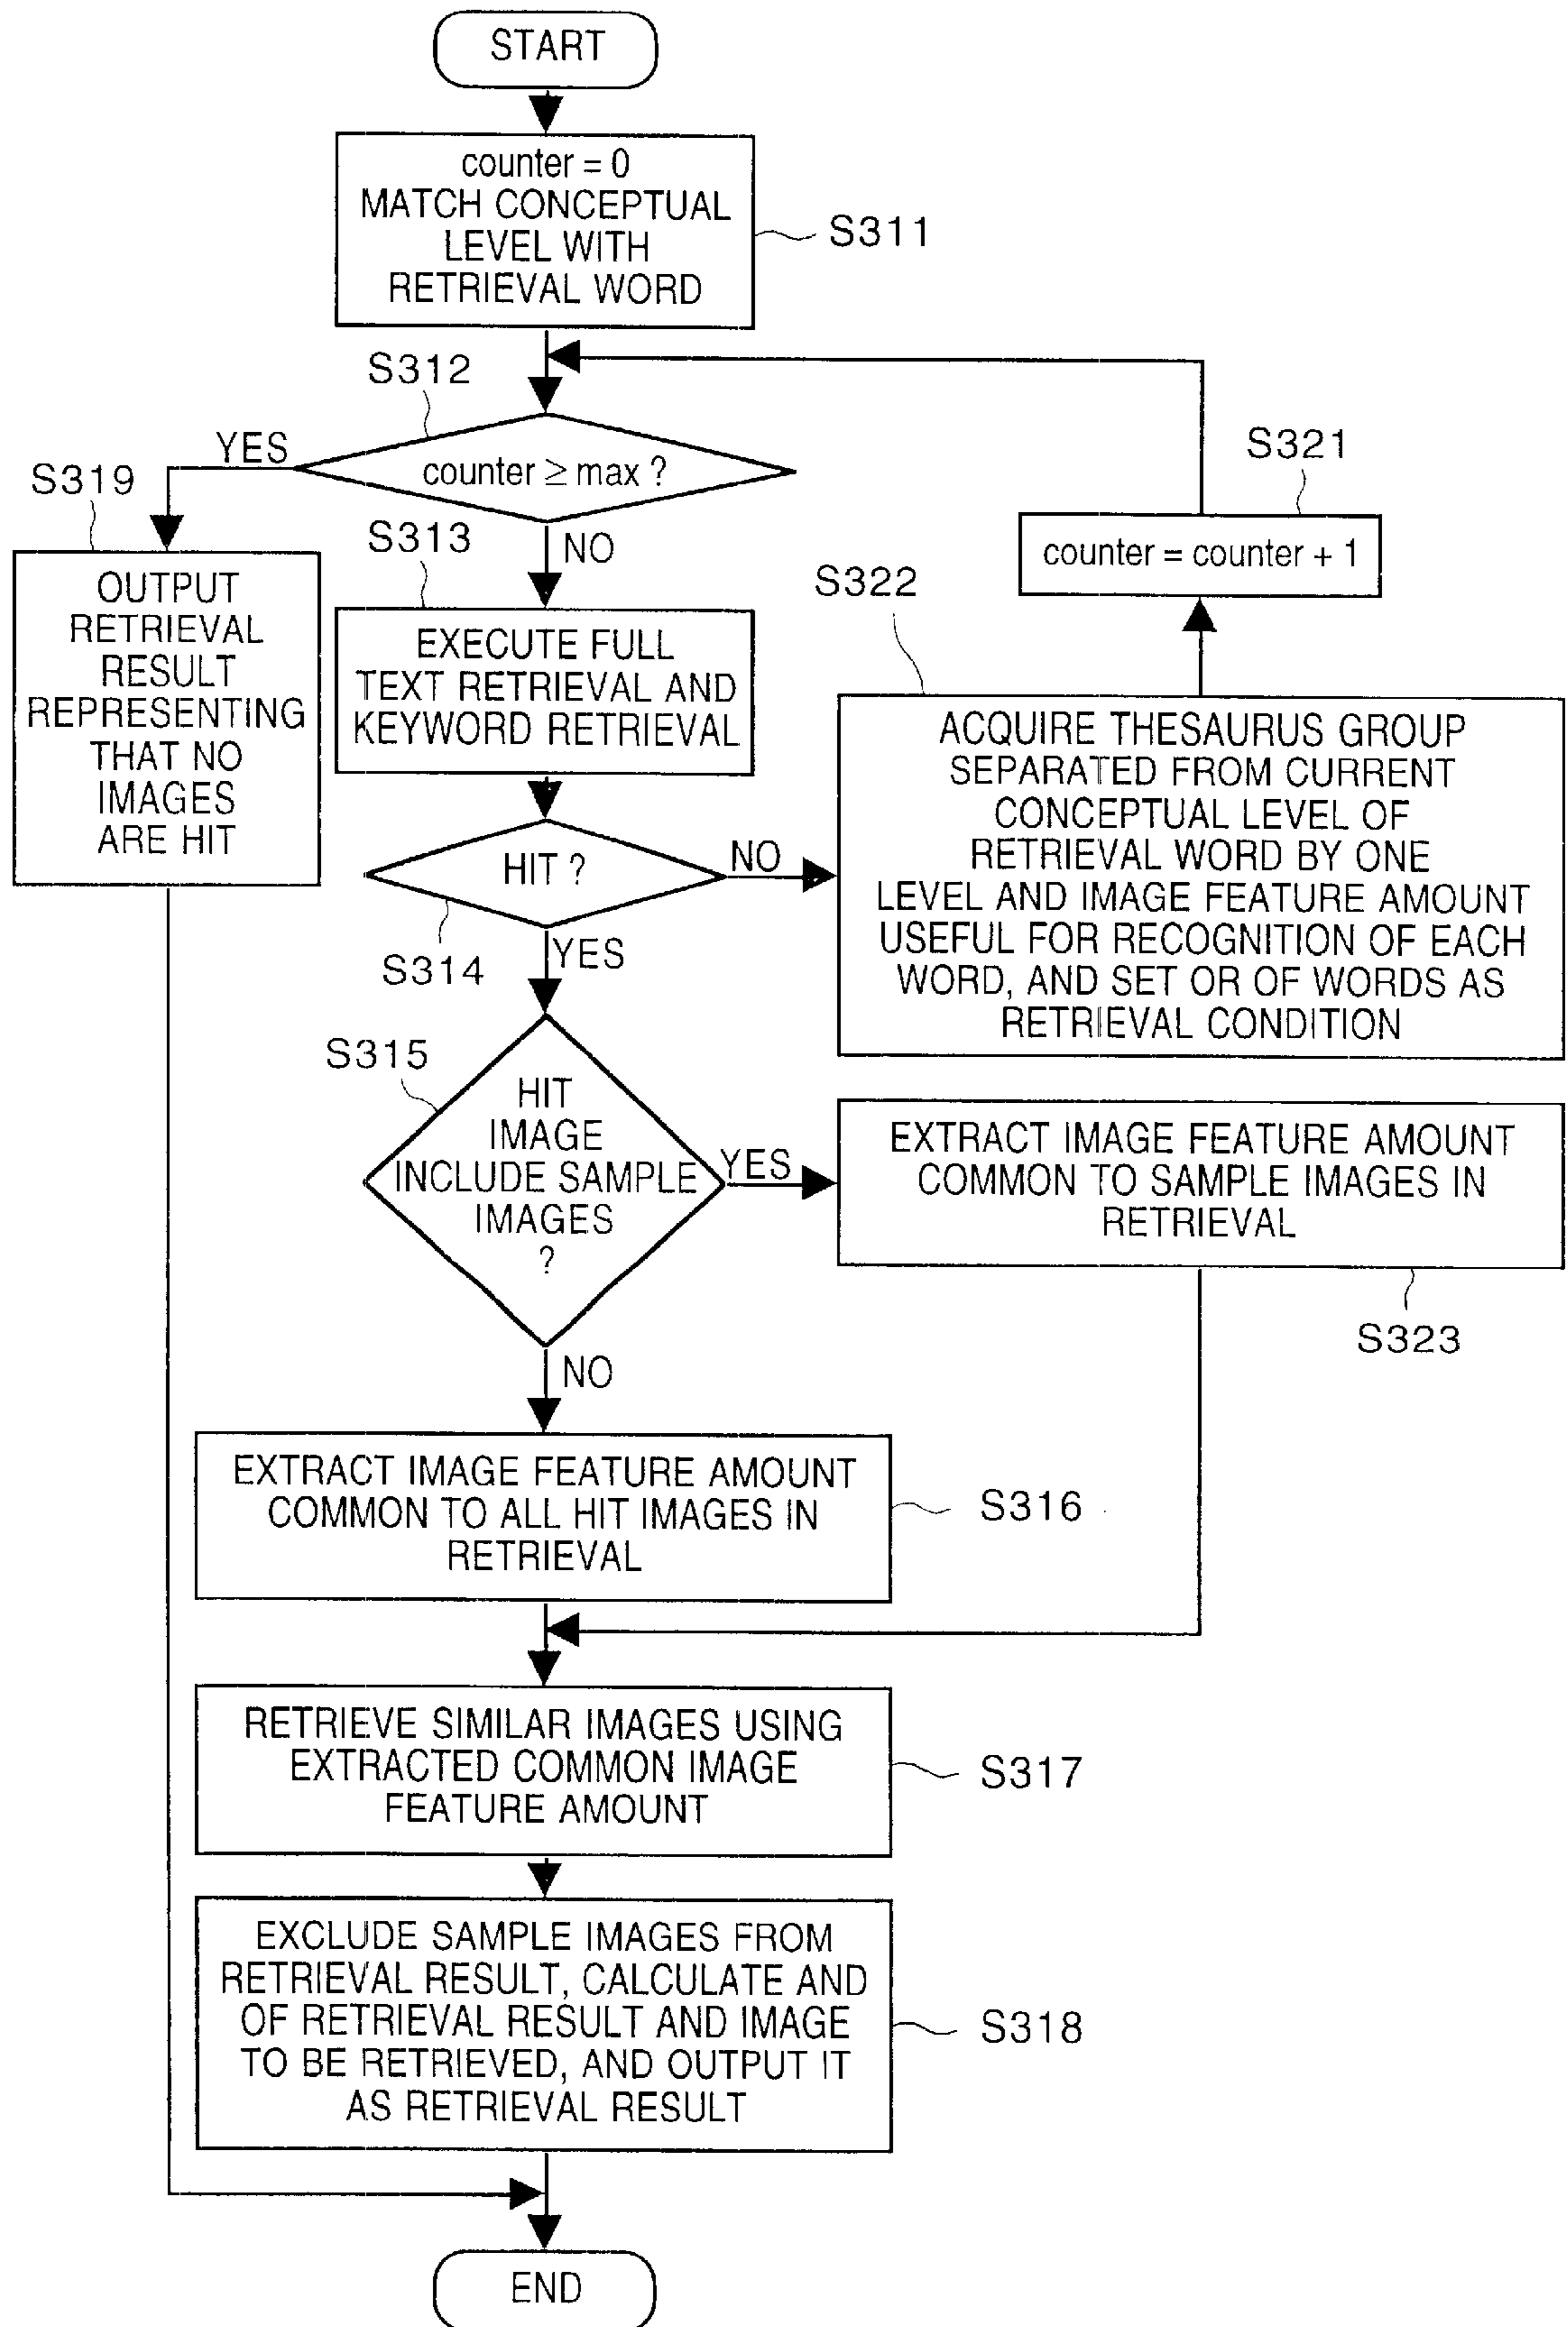 START
counter = 0
MATCH CONCEPTUAL
LEVEL WITH
RETRIEVAL WORD
S311
S312
counter ≥ max ?
YES
NO
S319
OUTPUT
RETRIEVAL
RESULT
REPRESENTING
THAT NO
IMAGES
ARE HIT
S313
EXECUTE FULL
TEXT RETRIEVAL AND
KEYWORD RETRIEVAL
S321
counter = counter + 1
S322
ACQUIRE THESAURUS GROUP
SEPARATED FROM CURRENT
CONCEPTUAL LEVEL OF
RETRIEVAL WORD BY ONE
LEVEL AND IMAGE FEATURE AMOUNT
USEFUL FOR RECOGNITION OF EACH
WORD, AND SET OR OF WORDS AS
RETRIEVAL CONDITION
HIT ?
NO
S314
YES
S315
HIT
IMAGE
INCLUDE SAMPLE
IMAGES
?
YES
NO
EXTRACT IMAGE FEATURE AMOUNT
COMMON TO SAMPLE IMAGES IN
RETRIEVAL
S323
EXTRACT IMAGE FEATURE AMOUNT
COMMON TO ALL HIT IMAGES IN
RETRIEVAL
S316
RETRIEVE SIMILAR IMAGES USING
EXTRACTED COMMON IMAGE
FEATURE AMOUNT
S317
EXCLUDE SAMPLE IMAGES FROM
RETRIEVAL RESULT, CALCULATE AND
OF RETRIEVAL RESULT AND IMAGE
TO BE RETRIEVED, AND OUTPUT IT
AS RETRIEVAL RESULT
S318
END